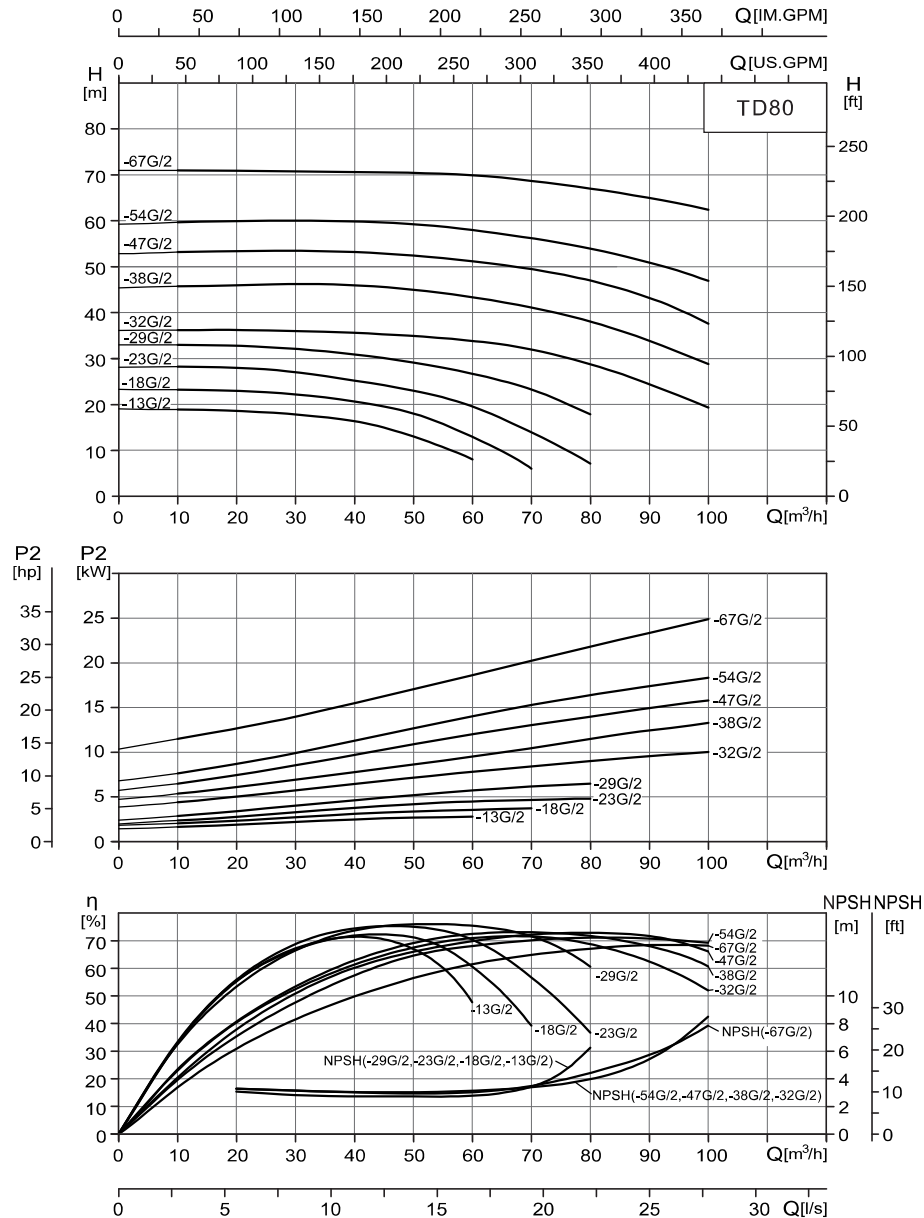 0 50 100 150 200 250 300 350 Q[IM.GPM]
0 50 100 150 200 250 300 350 400 Q[US.GPM]
H [m]
H [ft]
TD80
80
70
60
50
40
30
20
10
0
250
200
150
100
50
0
-67G/2
-54G/2
-47G/2
-38G/2
-32G/2
-29G/2
-23G/2
-18G/2
-13G/2
0 10 20 30 40 50 60 70 80 90 100 Q[m³/h]
P2 [hp]
P2 [kW]
35
30
25
20
15
10
5
0
25
20
15
10
5
0
-67G/2
-54G/2
-47G/2
-38G/2
-32G/2
-29G/2
-23G/2
-18G/2
-13G/2
0 10 20 30 40 50 60 70 80 90 100 Q[m³/h]
η [%]
NPSH [m]
NPSH [ft]
70
60
50
40
30
20
10
0
10
8
6
4
2
0
30
20
10
0
-54G/2
-67G/2
-47G/2
-38G/2
-32G/2
-29G/2
-13G/2
-18G/2
-23G/2
NPSH(-67G/2)
NPSH(-29G/2,-23G/2,-18G/2,-13G/2)
NPSH(-54G/2,-47G/2,-38G/2,-32G/2)
0 10 20 30 40 50 60 70 80 90 100 Q[m³/h]
0 5 10 15 20 25 30 Q[l/s]